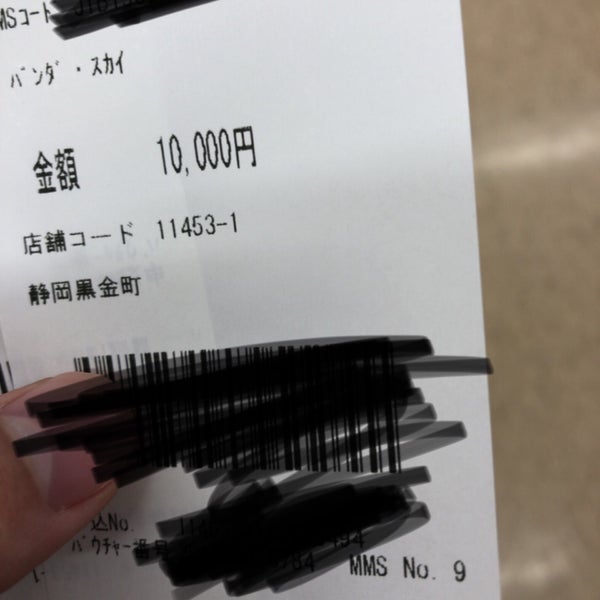 MSコード
バンダ・スカイ
金額 10,000円
店舗コード 11453-1
静岡黒金町
込No.
バウチャー番号
MMS No. 9